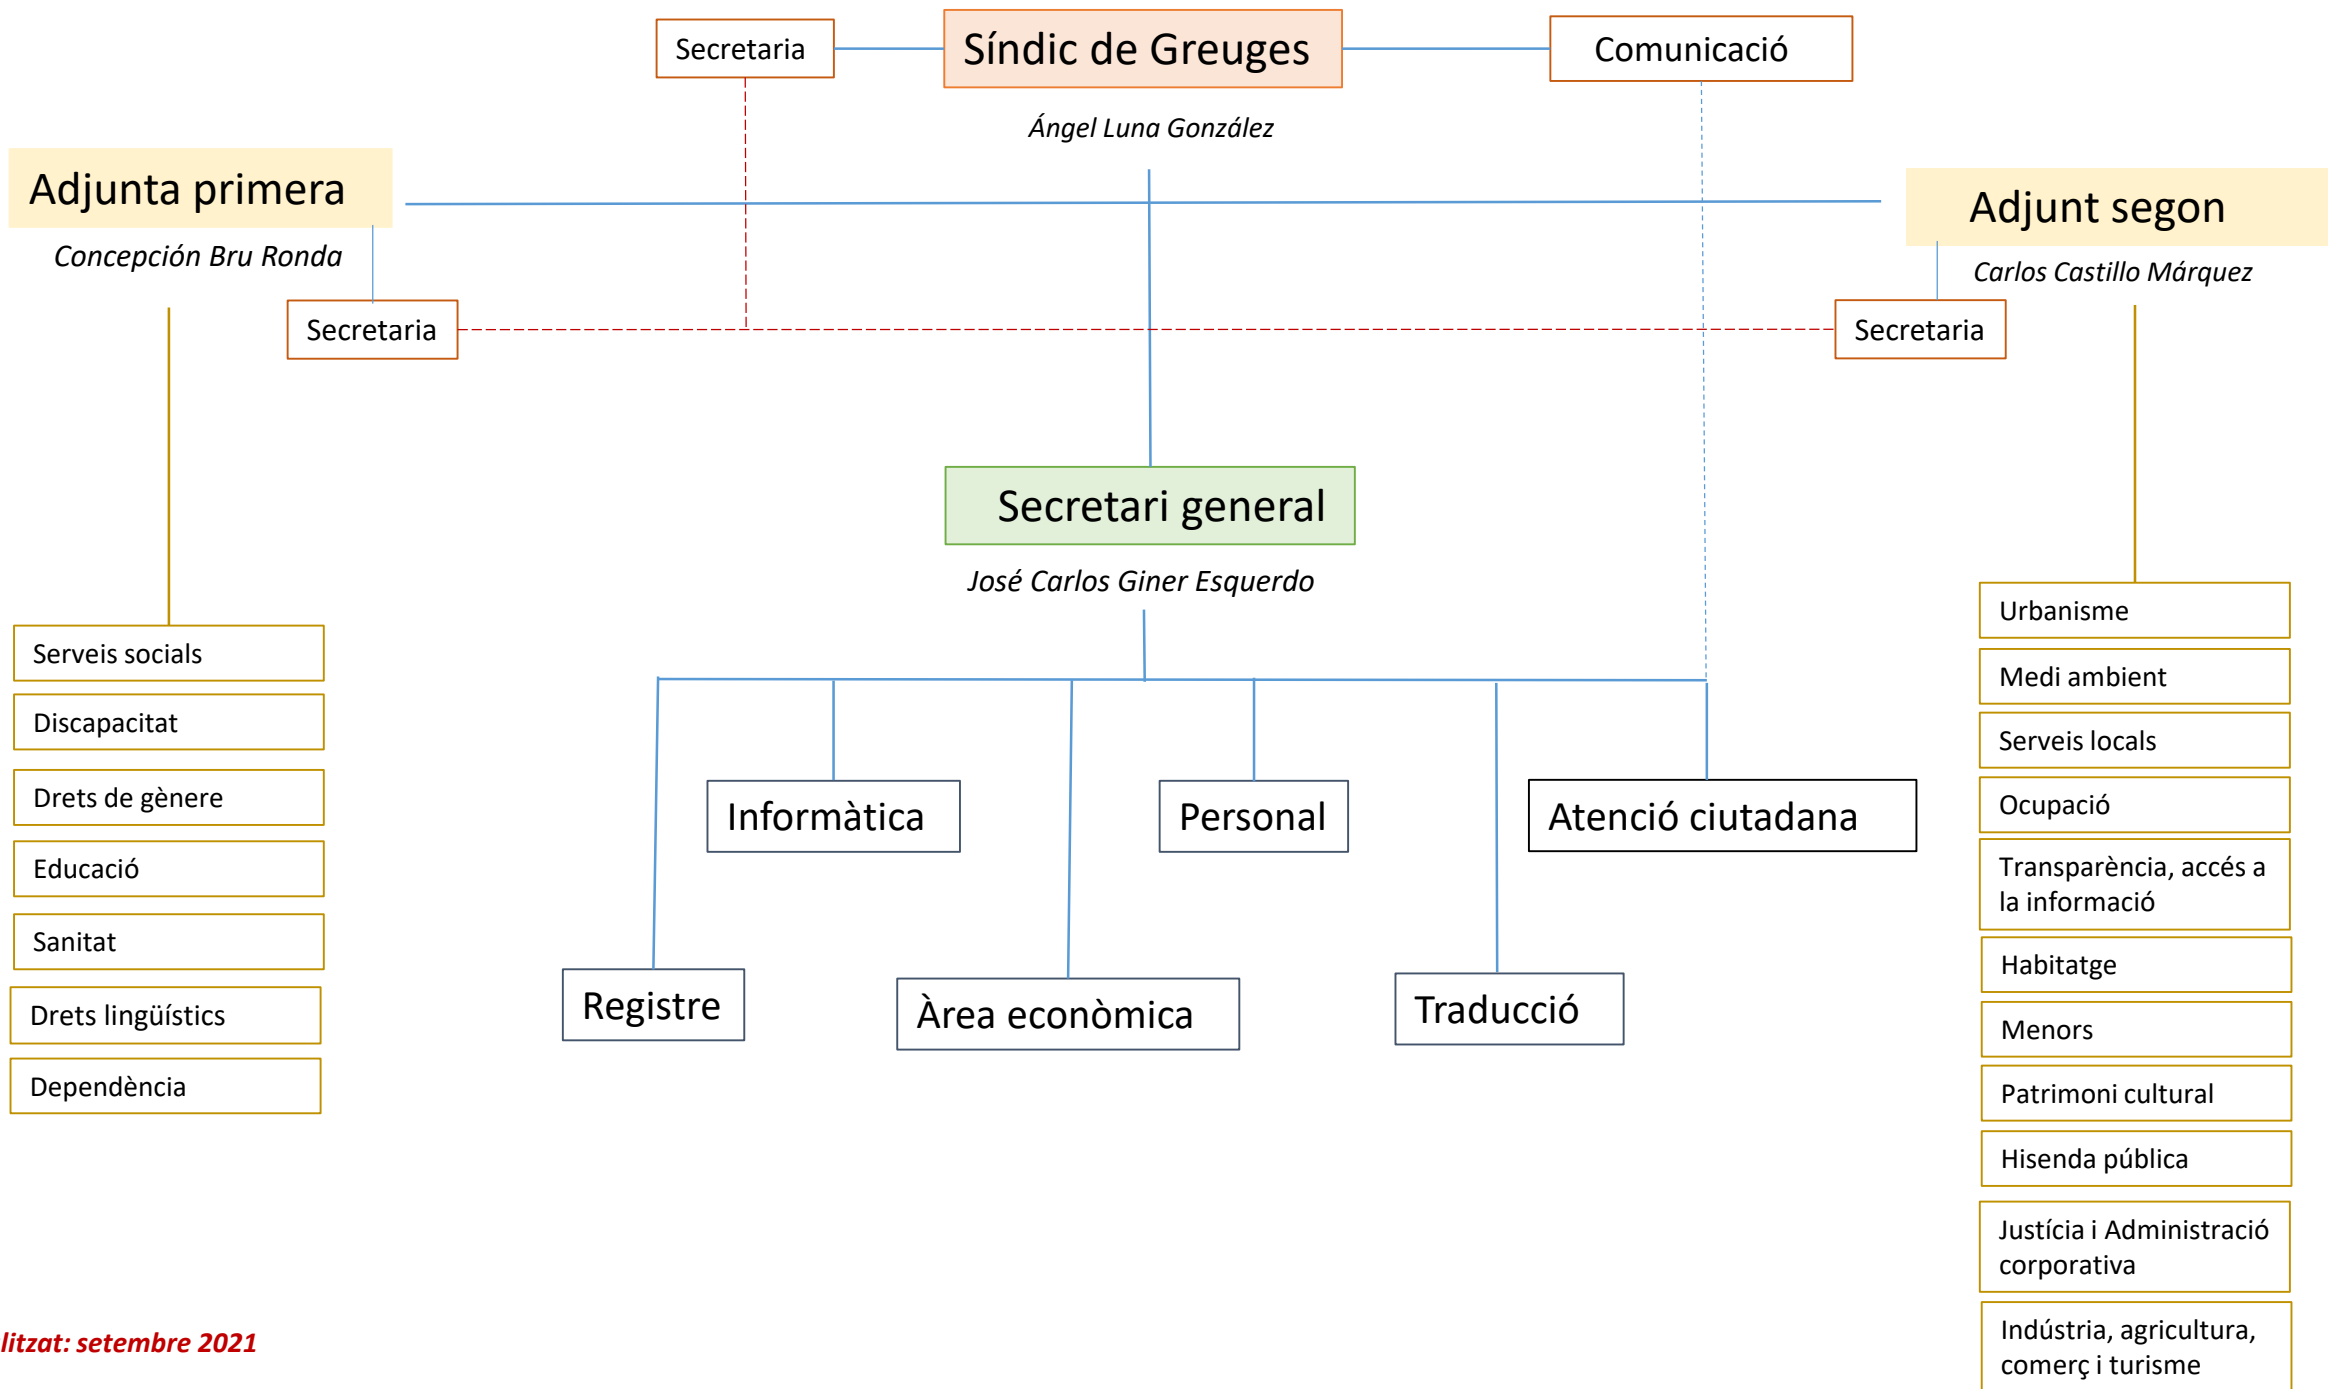 Secretaria
Síndic de Greuges
Comunicació
Ángel Luna González
Adjunta primera
Concepción Bru Ronda
Secretaria
Adjunt segon
Carlos Castillo Márquez
Secretaria
Secretari general
José Carlos Giner Esquerdo
Serveis socials
Discapacitat
Drets de gènere
Educació
Sanitat
Drets lingüístics
Dependència
Informàtica
Personal
Atenció ciutadana
Registre
Àrea econòmica
Traducció
Urbanisme
Medi ambient
Serveis locals
Ocupació
Transparència, accés a
la informació
Habitatge
Menors
Patrimoni cultural
Hisenda pública
Justícia i Administració
corporativa
Indústria, agricultura,
comerç i turisme
litzat: setembre 2021